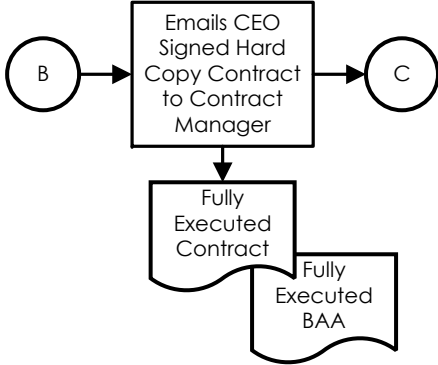 B
Emails CEO
Signed Hard
Copy Contract
to Contract
Manager
C
Fully
Executed
Contract
Fully
Executed
BAA